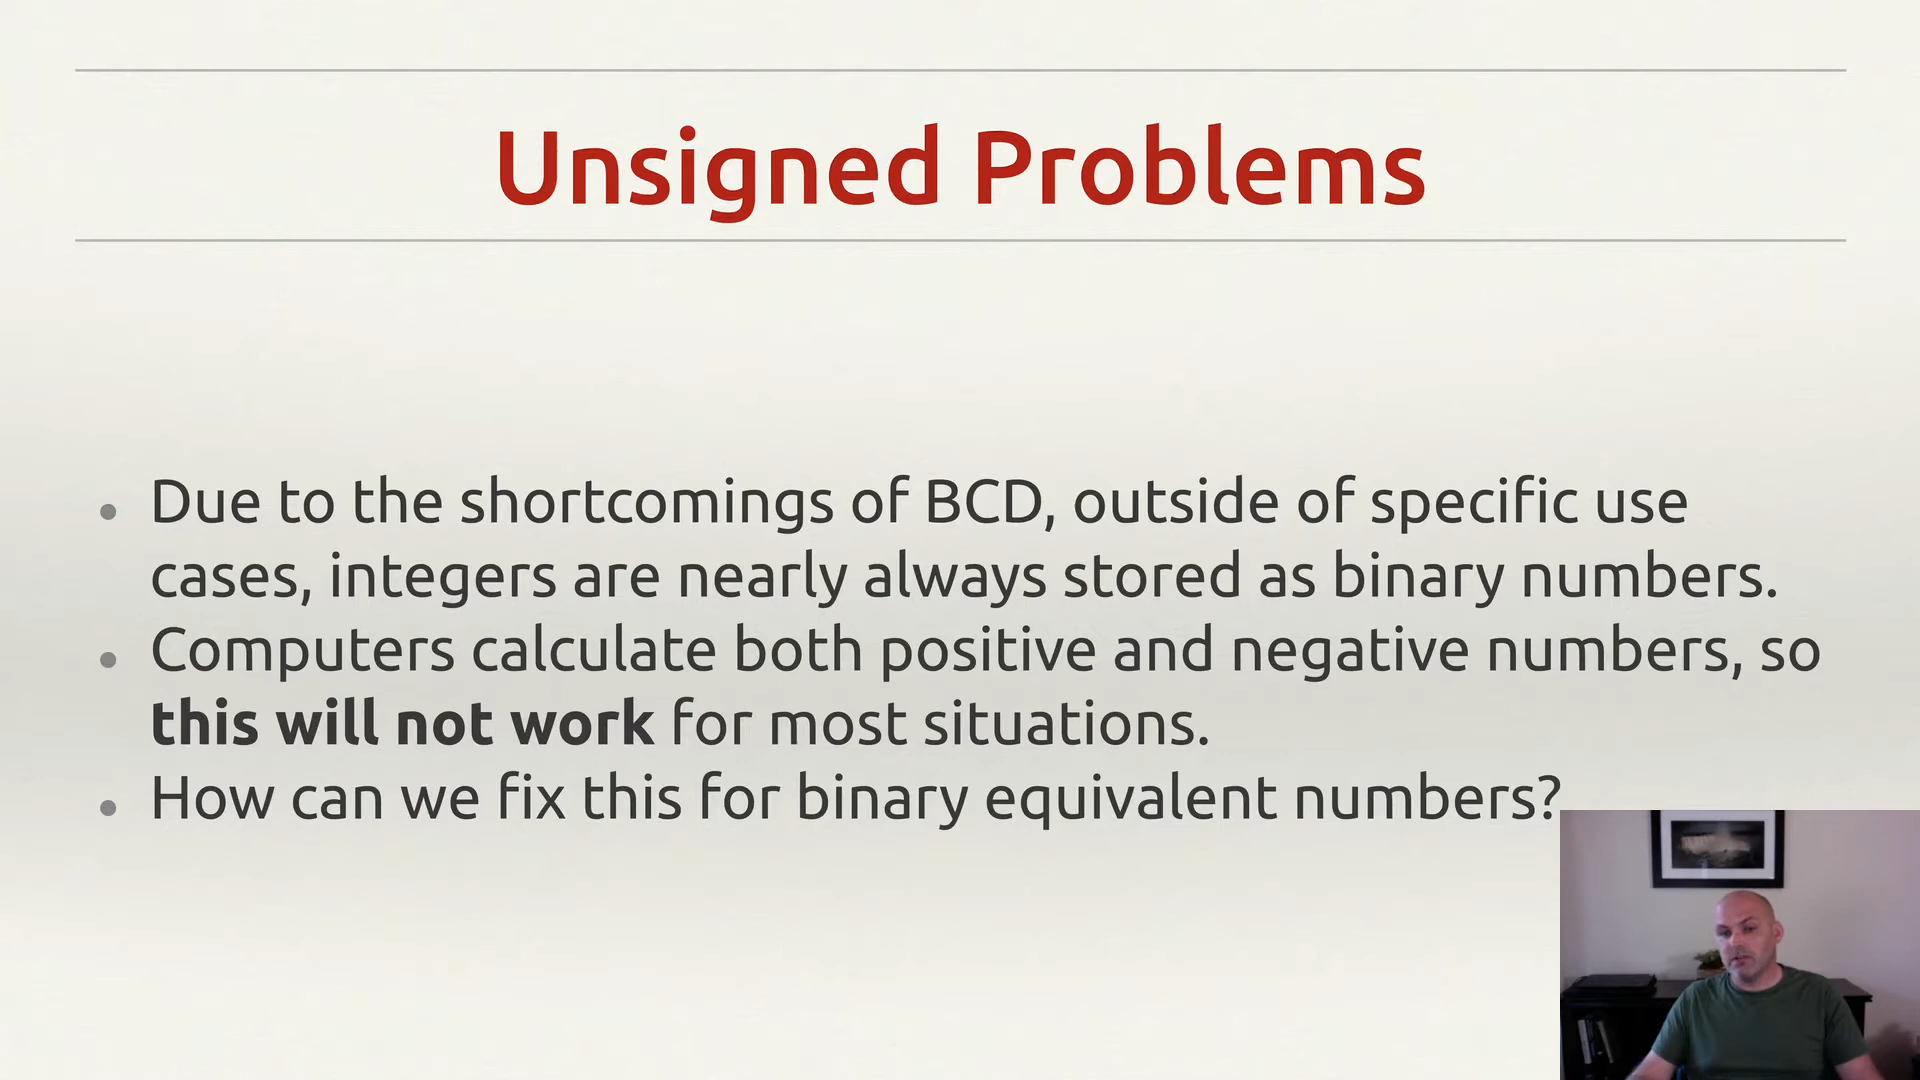 Unsigned Problems
Due to the shortcomings of BCD, outside of specific use
cases, integers are nearly always stored as binary numbers.
Computers calculate both positive and negative numbers, so
this will not work for most situations.
How can we fix this for binary equivalent numbers?